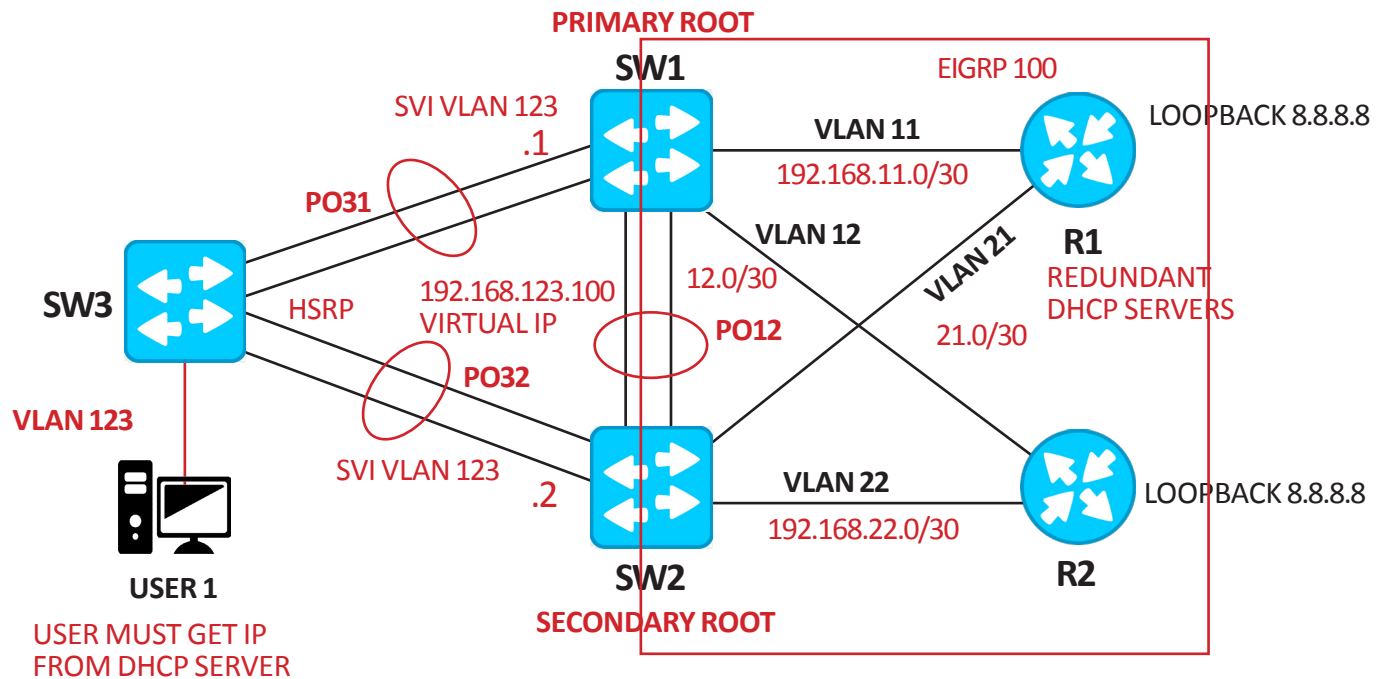 PRIMARY ROOT
SW1
EIGRP 100
SVI VLAN 123
.1
VLAN 11
192.168.11.0/30
LOOPBACK 8.8.8.8
R1
REDUNDANT
DHCP SERVERS
PO31
VLAN 12
12.0/30
VLAN 21
21.0/30
SW3
HSRP
192.168.123.100
VIRTUAL IP
PO12
PO32
VLAN 123
SVI VLAN 123
.2
VLAN 22
192.168.22.0/30
LOOPBACK 8.8.8.8
R2
SW2
SECONDARY ROOT
USER 1
USER MUST GET IP
FROM DHCP SERVER